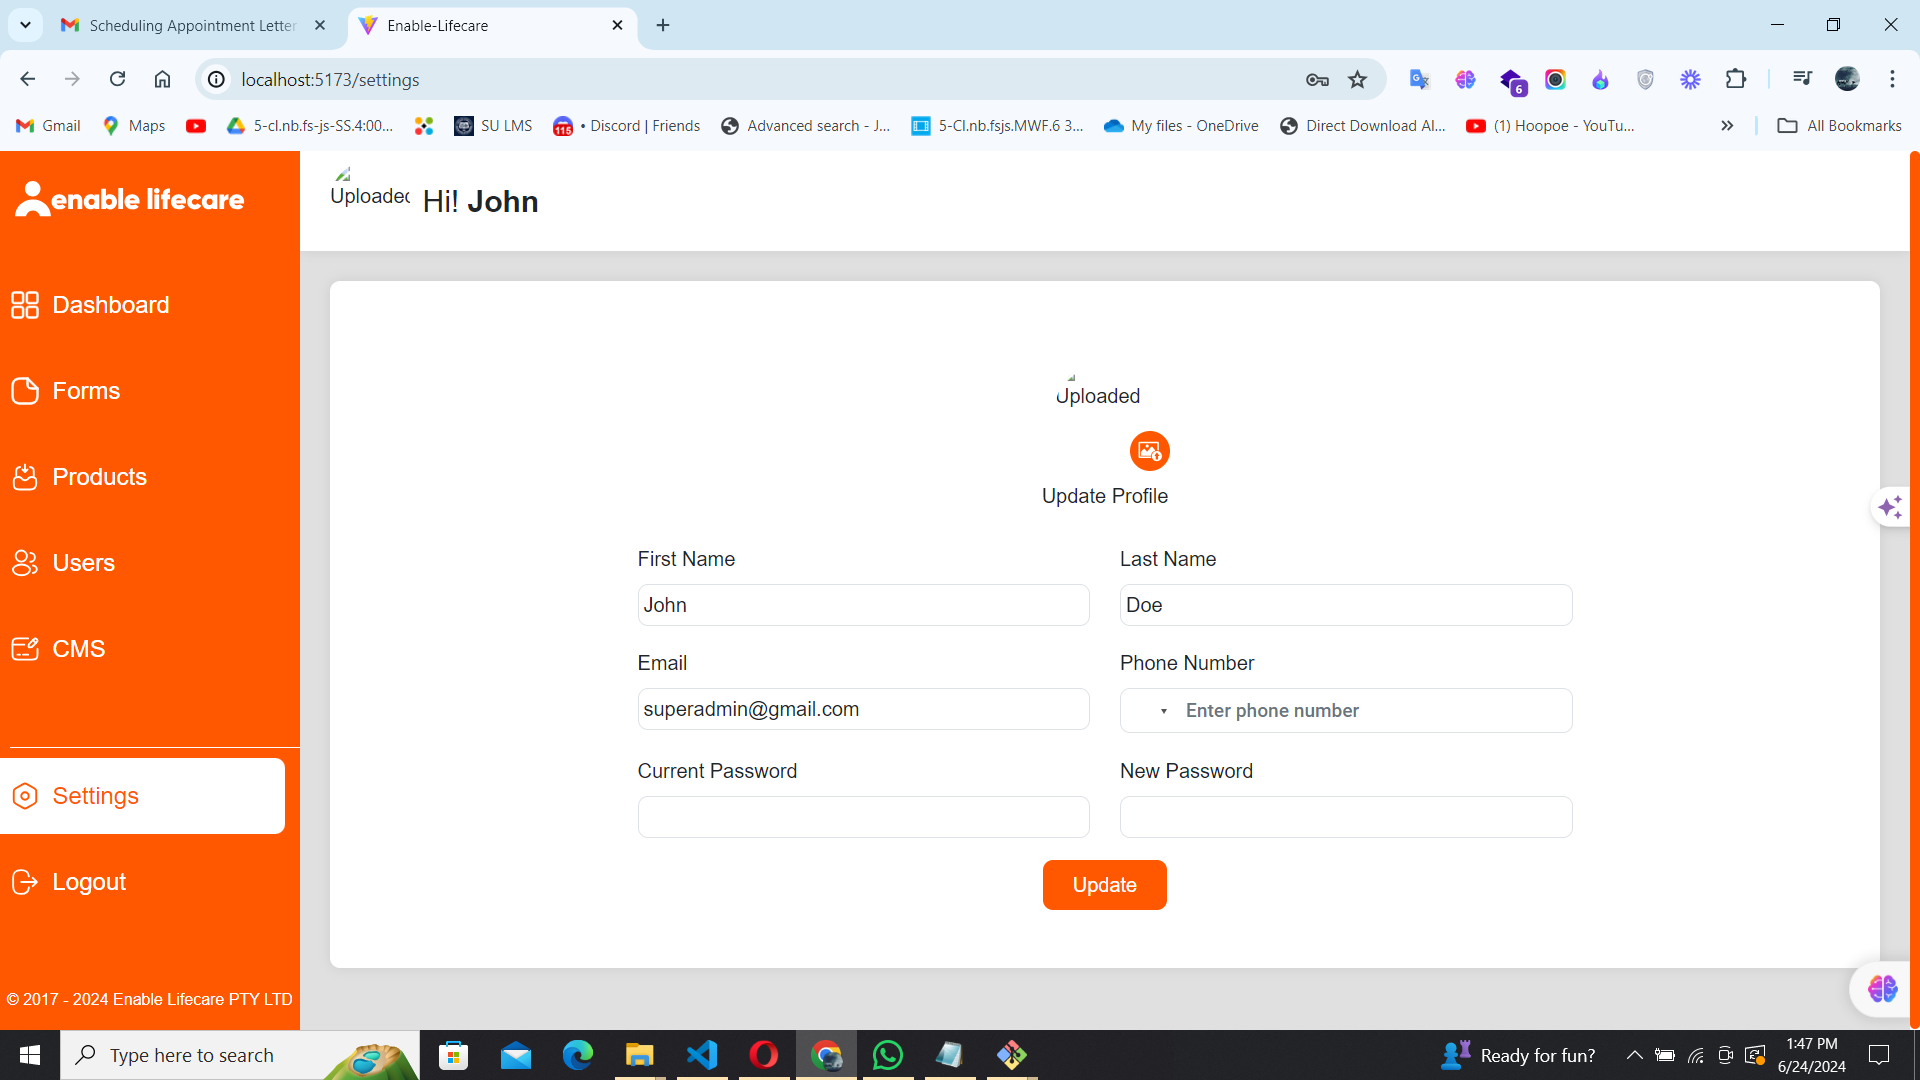 Scheduling Appointment Letter
Enable-Lifecare
localhost:5173/settings
6
Gmail
Maps
5-cl.nb.fs-js-SS.4:00...
SU LMS
115
• Discord | Friends
Advanced search - J...
5-Cl.nb.fsjs.MWF.6 3...
My files - OneDrive
Direct Download Al...
(1) Hoopoe - YouTu...
All Bookmarks
enable lifecare
Uploaded
Hi! John
Dashboard
Forms
Products
Users
CMS
Settings
Logout
© 2017 - 2024 Enable Lifecare PTY LTD
Uploaded
Update Profile
First Name
Last Name
John
Doe
Email
Phone Number
superadmin@gmail.com
Enter phone number
Current Password
New Password
Update
Type here to search
Ready for fun?
1:47 PM
6/24/2024